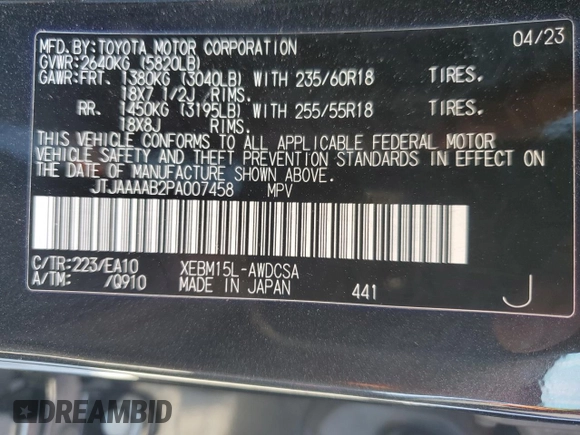 MFD.BY:TOYOTA MOTOR CORPORATION 04/23
GVWR:2640KG (5820LB)
GAWR:FRT. 1380KG (3040LB) WITH 235/60R18 TIRES.
18X7 1/2J RIMS.
RR. 1450KG (3195LB) WITH 255/55R18 TIRES.
18X8J RIMS.
THIS VEHICLE CONFORMS TO ALL APPLICABLE FEDERAL MOTOR
VEHICLE SAFETY AND THEFT PREVENTION STANDARDS IN EFFECT ON
THE DATE OF MANUFACTURE SHOWN ABOVE.
JTJAAAAB2PA007458 MPV
C/TR:223/EA10 XEBM15L-AWDCSA
A/TM: /Q910 MADE IN JAPAN 441 J
DREAMBID